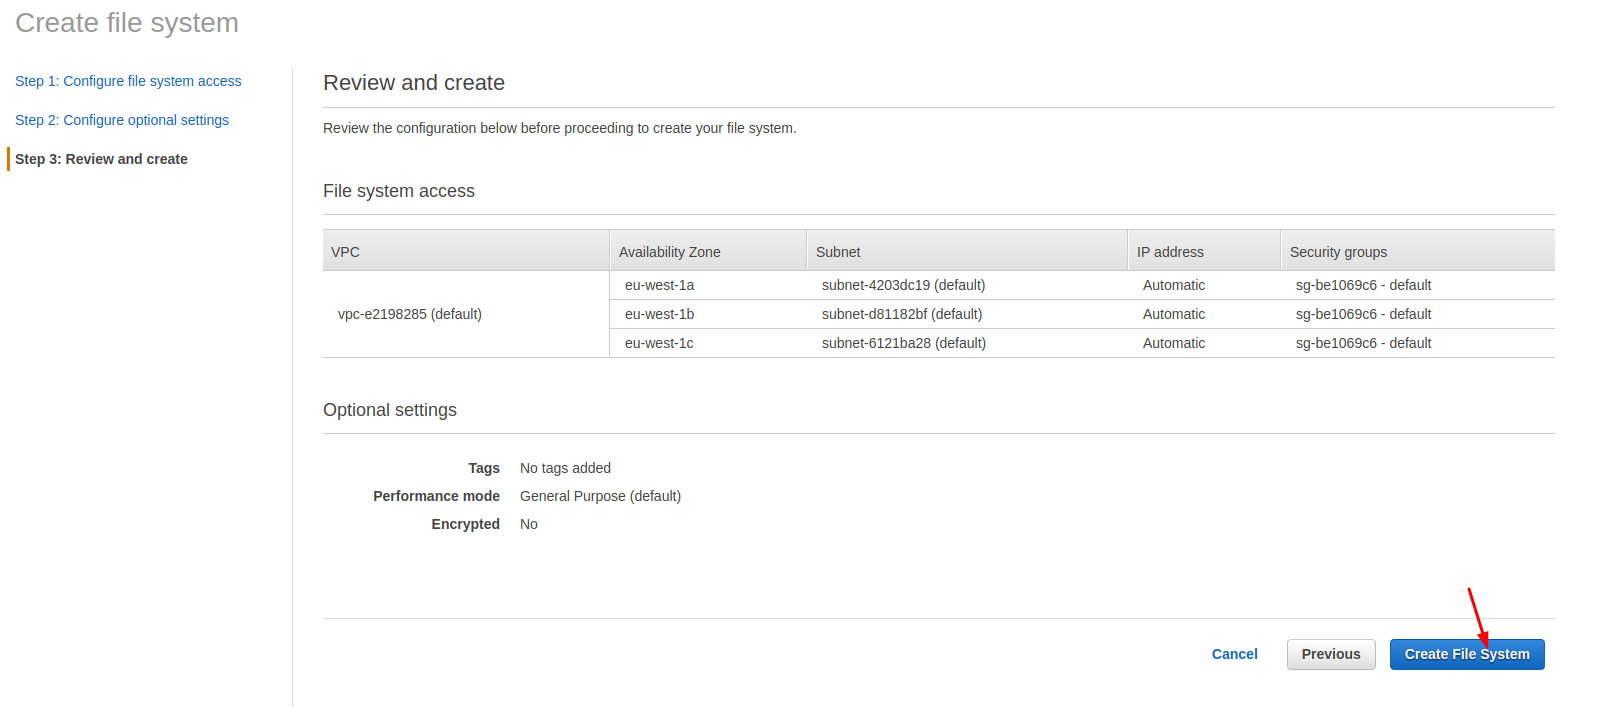 Create file system
Step 1: Configure file system access
Step 2: Configure optional settings
Step 3: Review and create
Review and create
Review the configuration below before proceeding to create your file system.
File system access
VPC Availability Zone Subnet IP address Security groups
eu-west-1a subnet-4203dc19 (default) Automatic sg-be1069c6 - default
vpc-e2198285 (default) eu-west-1b subnet-d81182bf (default) Automatic sg-be1069c6 - default
eu-west-1c subnet-6121ba28 (default) Automatic sg-be1069c6 - default
Optional settings
Tags No tags added
Performance mode General Purpose (default)
Encrypted No
Cancel Previous Create File System